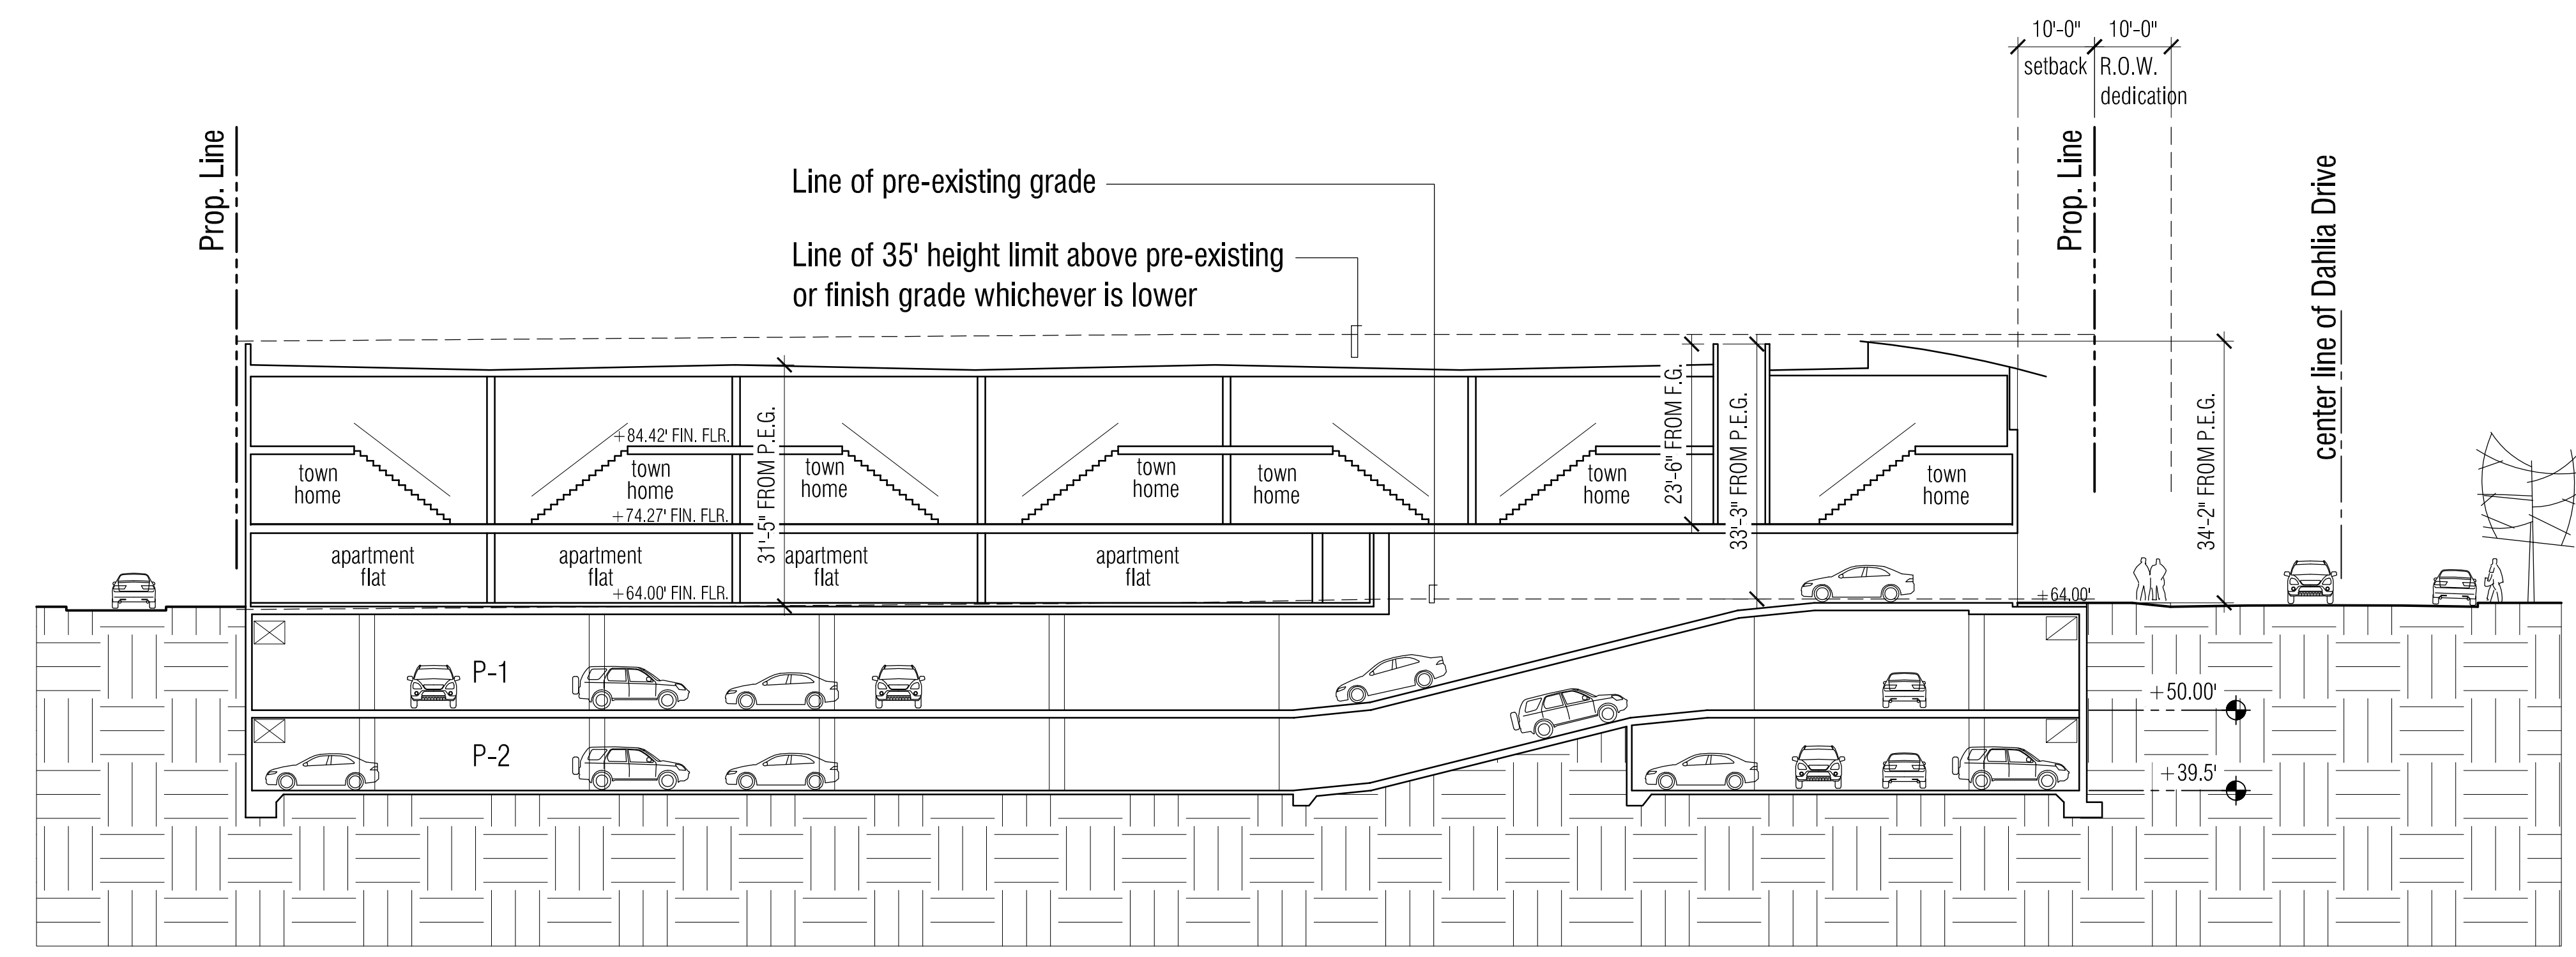 10'-0" 10'-0"
setback R.O.W.
dedication
Prop. Line
Prop. Line
center line of Dahlia Drive
Line of pre-existing grade
Line of 35' height limit above pre-existing
or finish grade whichever is lower
31'-5" FROM P.E.G.
23'-6" FROM F.G.
33'-3" FROM P.E.G.
34'-2" FROM P.E.G.
+84.42' FIN. FLR.
town
home
town
home
town
home
town
home
town
home
town
home
town
home
+74.27' FIN. FLR.
apartment
flat
apartment
flat
apartment
flat
apartment
flat
+64.00' FIN. FLR.
+64.00'
P-1
+50.00'
P-2
+39.5'